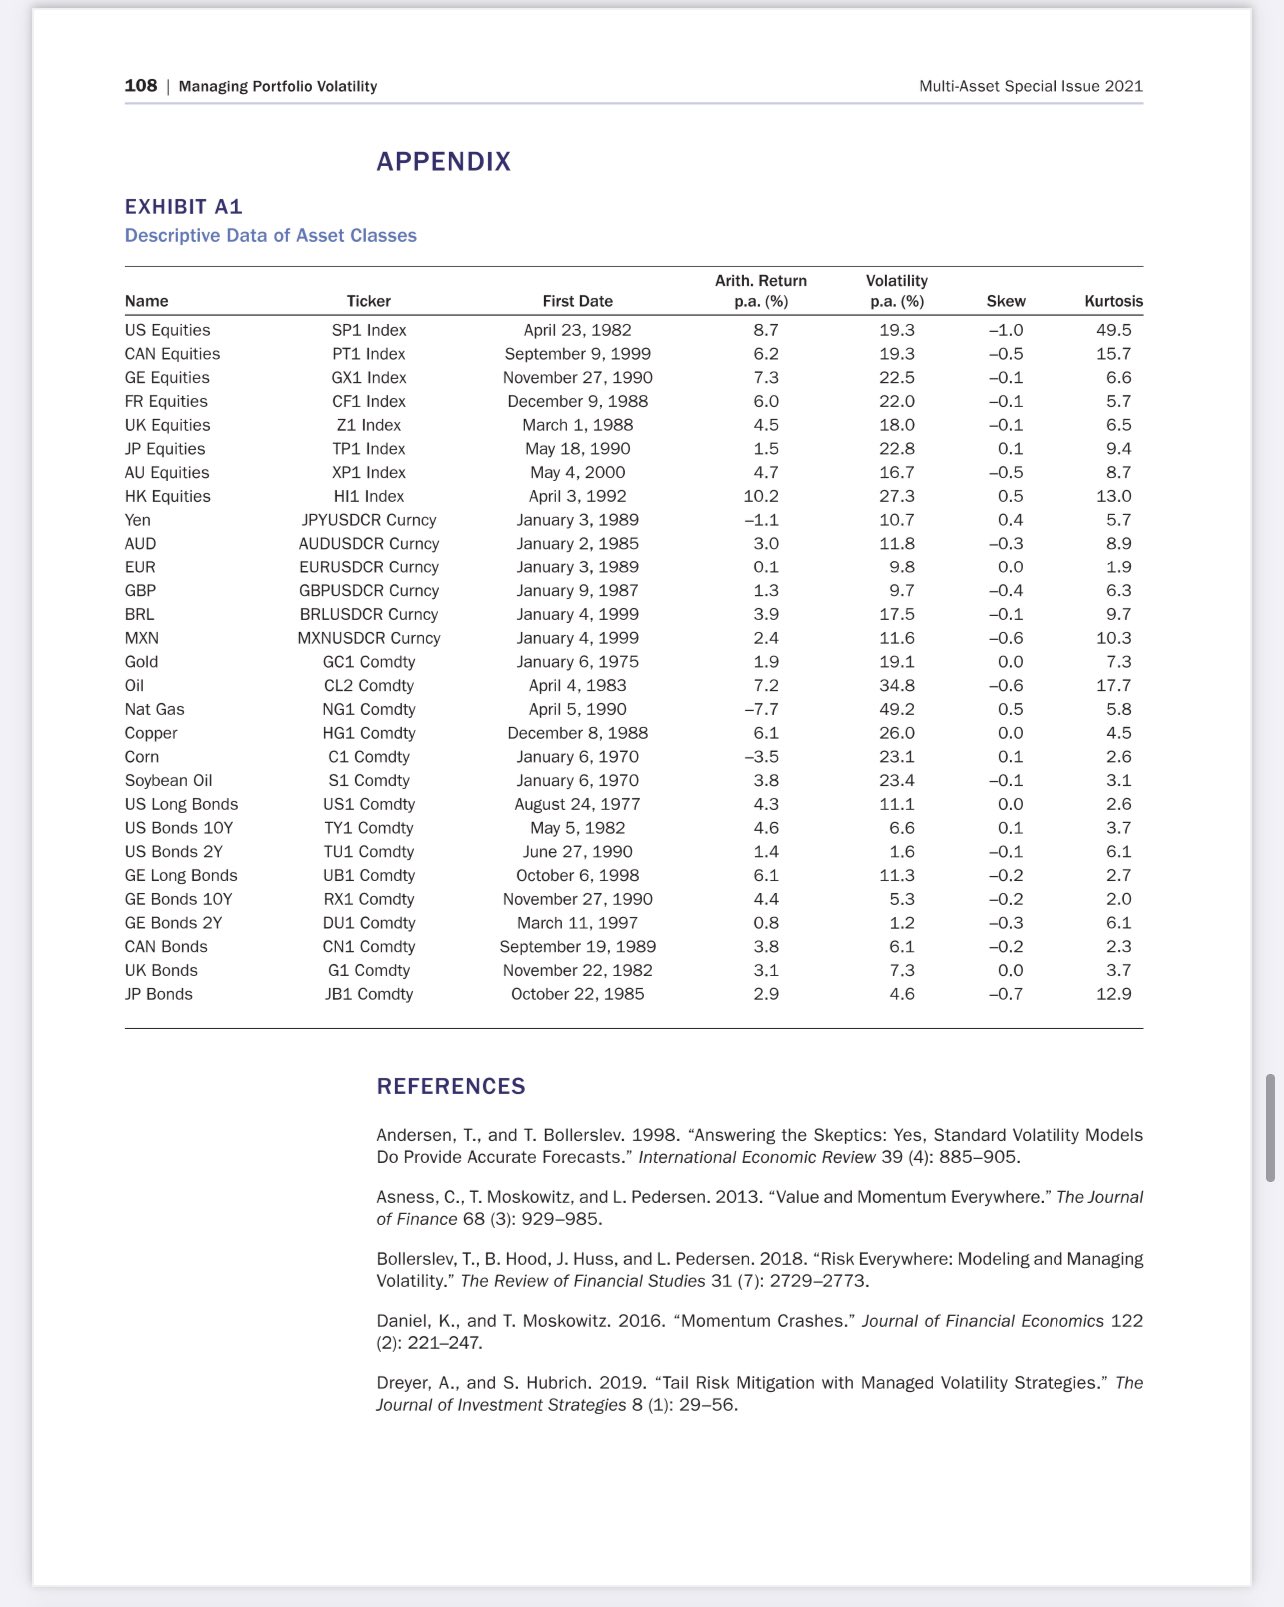 108 | Managing Portfolio Volatility Multi-Asset Special Issue 2021
APPENDIX
EXHIBIT A1
Descriptive Data of Asset Classes
Arith. Return Volatility
Name Ticker First Date p.a. (%) p.a. (%) Skew Kurtosis
US Equities SP1 Index April 23, 1982 8.7 19.3 –1.0 49.5
CAN Equities PT1 Index September 9, 1999 6.2 19.3 –0.5 15.7
GE Equities GX1 Index November 27, 1990 7.3 22.5 –0.1 6.6
FR Equities CF1 Index December 9, 1988 6.0 22.0 –0.1 5.7
UK Equities Z1 Index March 1, 1988 4.5 18.0 –0.1 6.5
JP Equities TP1 Index May 18, 1990 1.5 22.8 0.1 9.4
AU Equities XP1 Index May 4, 2000 4.7 16.7 –0.5 8.7
HK Equities HI1 Index April 3, 1992 10.2 27.3 0.5 13.0
Yen JPYUSDCR Curncy January 3, 1989 –1.1 10.7 0.4 5.7
AUD AUDUSDCR Curncy January 2, 1985 3.0 11.8 –0.3 8.9
EUR EURUSDCR Curncy January 3, 1989 0.1 9.8 0.0 1.9
GBP GBPUSDCR Curncy January 9, 1987 1.3 9.7 –0.4 6.3
BRL BRLUSDCR Curncy January 4, 1999 3.9 17.5 –0.1 9.7
MXN MXNUSDCR Curncy January 4, 1999 2.4 11.6 –0.6 10.3
Gold GC1 Comdty January 6, 1975 1.9 19.1 0.0 7.3
Oil CL2 Comdty April 4, 1983 7.2 34.8 –0.6 17.7
Nat Gas NG1 Comdty April 5, 1990 –7.7 49.2 0.5 5.8
Copper HG1 Comdty December 8, 1988 6.1 26.0 0.0 4.5
Corn C1 Comdty January 6, 1970 –3.5 23.1 0.1 2.6
Soybean Oil S1 Comdty January 6, 1970 3.8 23.4 –0.1 3.1
US Long Bonds US1 Comdty August 24, 1977 4.3 11.1 0.0 2.6
US Bonds 10Y TY1 Comdty May 5, 1982 4.6 6.6 0.1 3.7
US Bonds 2Y TU1 Comdty June 27, 1990 1.4 1.6 –0.1 6.1
GE Long Bonds UB1 Comdty October 6, 1998 6.1 11.3 –0.2 2.7
GE Bonds 10Y RX1 Comdty November 27, 1990 4.4 5.3 –0.2 2.0
GE Bonds 2Y DU1 Comdty March 11, 1997 0.8 1.2 –0.3 6.1
CAN Bonds CN1 Comdty September 19, 1989 3.8 6.1 –0.2 2.3
UK Bonds G1 Comdty November 22, 1982 3.1 7.3 0.0 3.7
JP Bonds JB1 Comdty October 22, 1985 2.9 4.6 –0.7 12.9
REFERENCES
Andersen, T., and T. Bollerslev. 1998. “Answering the Skeptics: Yes, Standard Volatility Models
Do Provide Accurate Forecasts.” International Economic Review 39 (4): 885–905.
Asness, C., T. Moskowitz, and L. Pedersen. 2013. “Value and Momentum Everywhere.” The Journal
of Finance 68 (3): 929–985.
Bollerslev, T., B. Hood, J. Huss, and L. Pedersen. 2018. “Risk Everywhere: Modeling and Managing
Volatility.” The Review of Financial Studies 31 (7): 2729–2773.
Daniel, K., and T. Moskowitz. 2016. “Momentum Crashes.” Journal of Financial Economics 122
(2): 221–247.
Dreyer, A., and S. Hubrich. 2019. “Tail Risk Mitigation with Managed Volatility Strategies.” The
Journal of Investment Strategies 8 (1): 29–56.